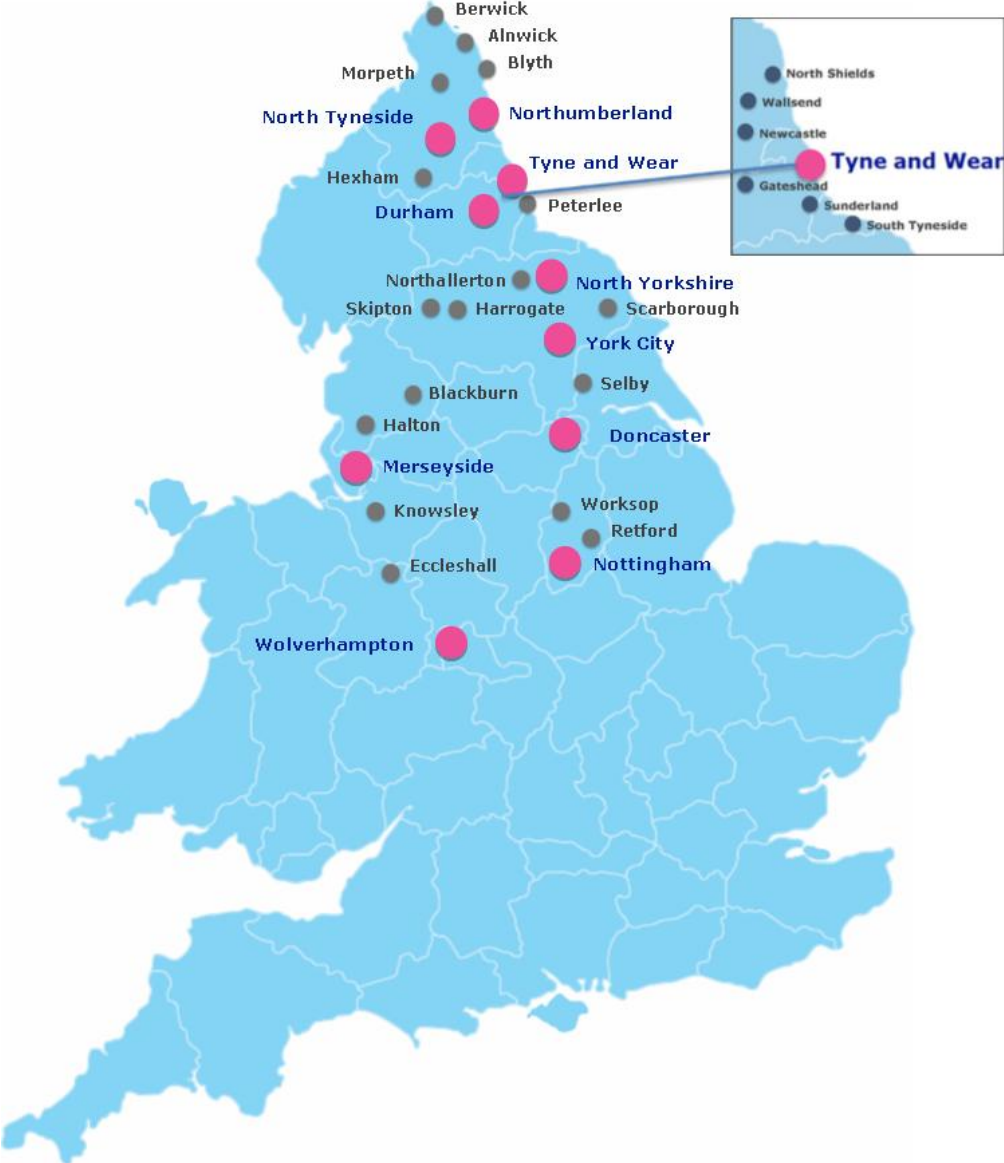 Berwick
Alnwick
Blyth
Morpeth
North Shields
Wallsend
North Tyneside
Northumberland
Newcastle
Tyne and Wear
Tyne and Wear
Hexham
Gateshead
Durham
Peterlee
Sunderland
South Tyneside
Northallerton
North Yorkshire
Skipton
Harrogate
Scarborough
York City
Selby
Blackburn
Halton
Doncaster
Merseyside
Knowsley
Worksop
Retford
Eccleshall
Nottingham
Wolverhampton